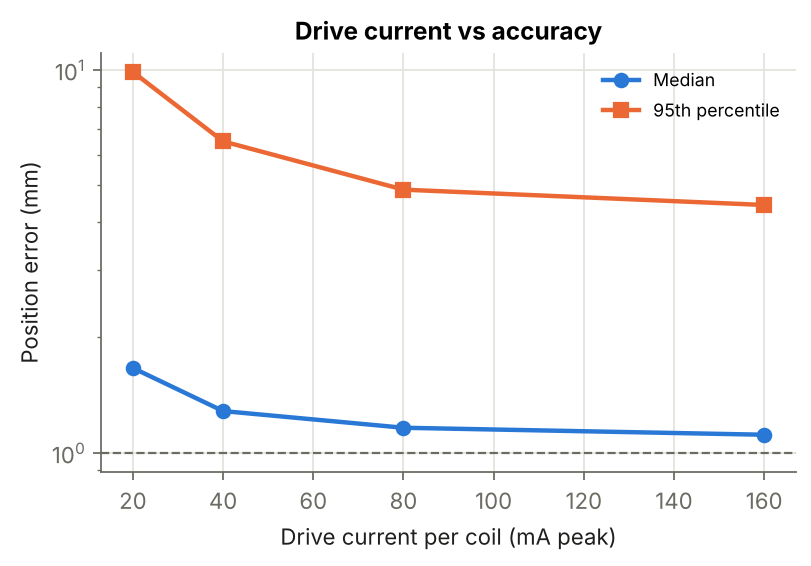 Drive current vs accuracy
Median
95th percentile
Position error (mm)
10¹
10⁰
20 40 60 80 100 120 140 160
Drive current per coil (mA peak)